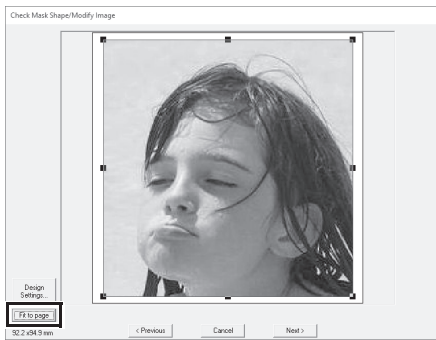 Check Mask Shape/Modify Image
Design
Settings...
Fit to page
92.2 x94.9 mm
< Previous
Cancel
Next >